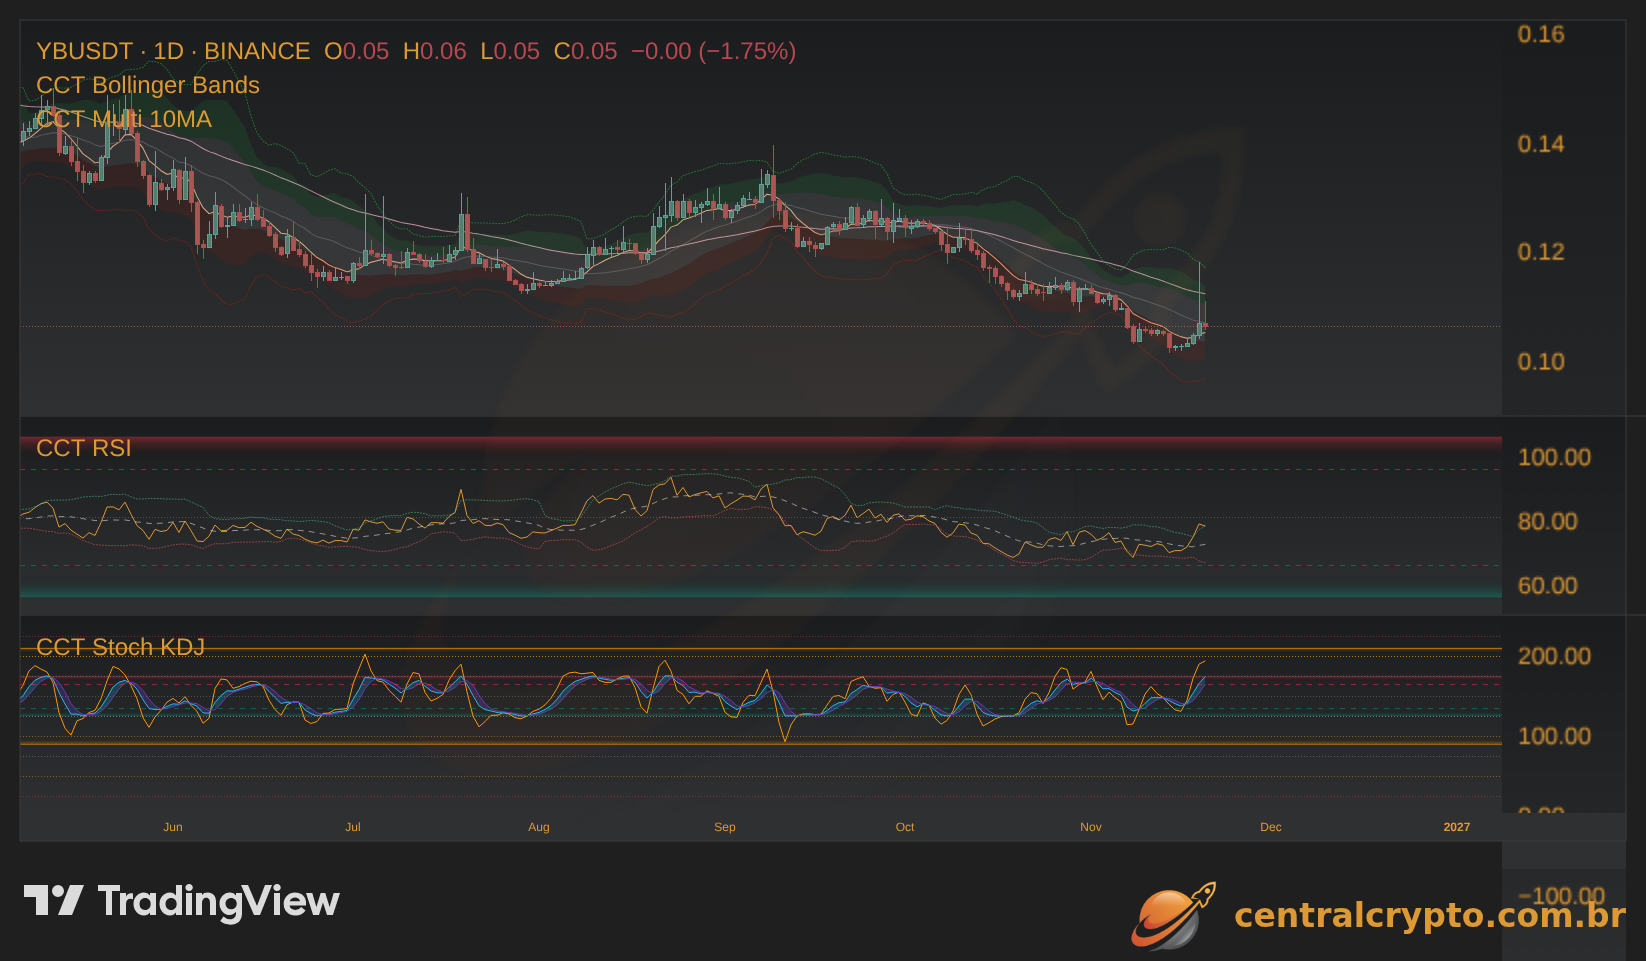 YBUSDT · 1D · BINANCE O0.05 H0.06 L0.05 C0.05 −0.00 (−1.75%)
CCT Bollinger Bands
CCT Multi 10MA
0.16
0.14
0.12
0.10
CCT RSI
100.00
80.00
60.00
CCT Stoch KDJ
200.00
100.00
0.00
−100.00
Jun Jul Aug Sep Oct Nov Dec 2027
TradingView
centralcrypto.com.br